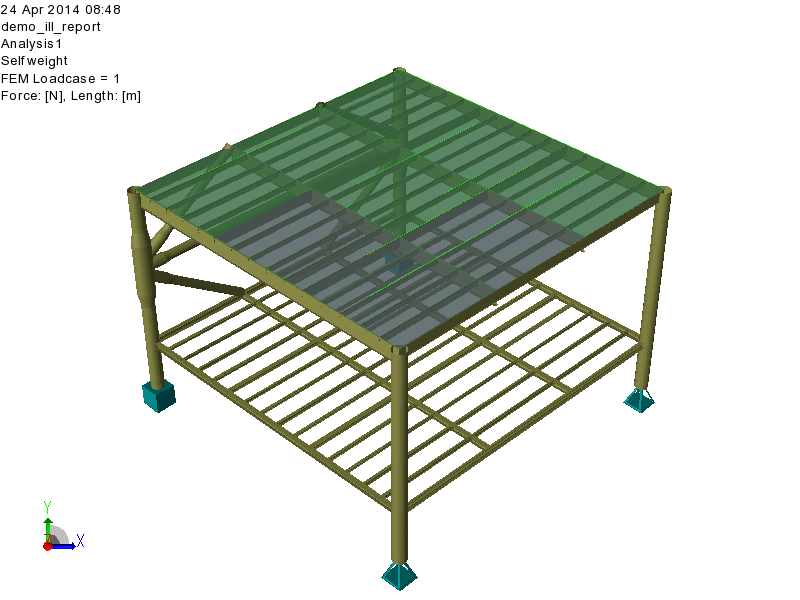 24 Apr 2014 08:48
demo_ill_report
Analysis1
Selfweight
FEM Loadcase = 1
Force: [N], Length: [m]
Y
X